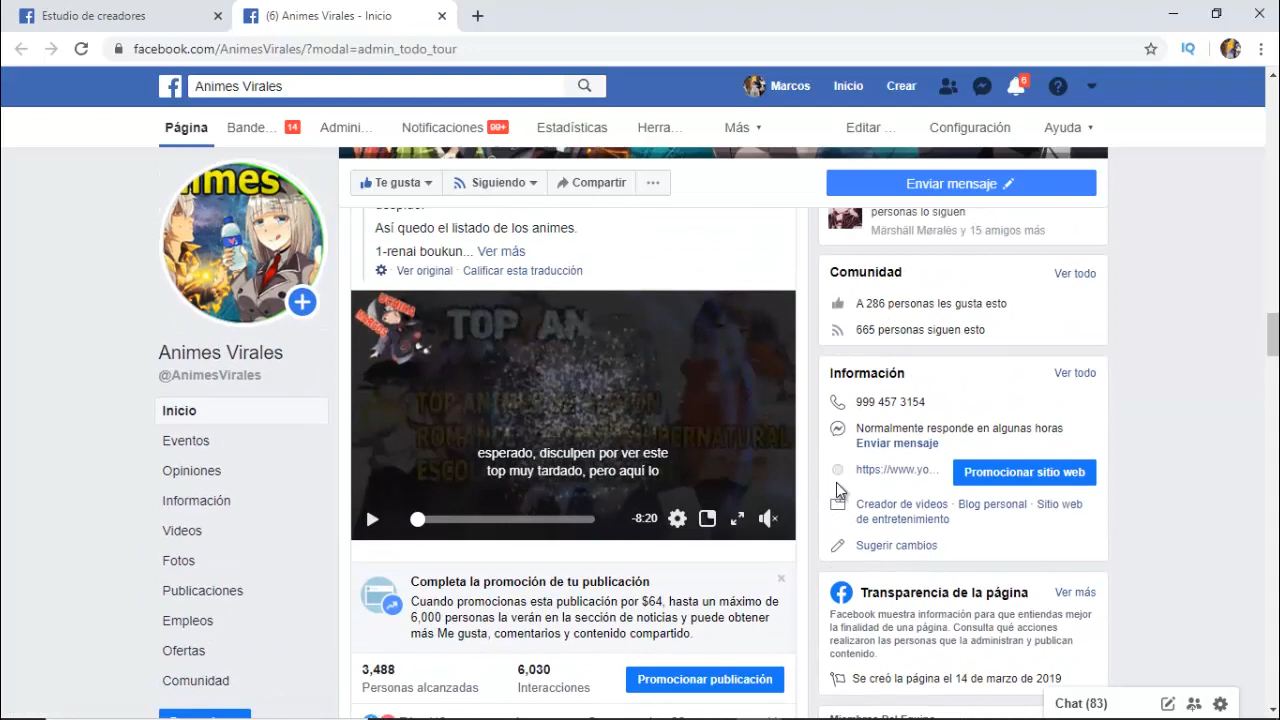 Estudio de creadores
(6) Animes Virales - Inicio
facebook.com/AnimesVirales/?modal=admin_todo_tour
Animes Virales
Marcos
Inicio
Crear
6
Página
Bande... 14
Admini...
Notificaciones 99+
Estadísticas
Herra...
Más
Editar ...
Configuración
Ayuda
Te gusta
Siguiendo
Compartir
Enviar mensaje
Animes
Animes Virales
@AnimesVirales
Inicio
Eventos
Opiniones
Información
Videos
Fotos
Publicaciones
Empleos
Ofertas
Comunidad
Así quedo el listado de los animes.
1-renai boukun... Ver más
Ver original · Calificar esta traducción
TOP AN
esperado, disculpen por ver este
top muy tardado, pero aquí lo
-8:20
Completa la promoción de tu publicación
Cuando promocionas esta publicación por $64, hasta un máximo de
6,000 personas la verán en la sección de noticias y puede obtener
más Me gusta, comentarios y contenido compartido.
3,488
Personas alcanzadas
6,030
Interacciones
Promocionar publicación
personas lo siguen
Márshäll Møralës y 15 amigos más
Comunidad
Ver todo
A 286 personas les gusta esto
665 personas siguen esto
Información
Ver todo
999 457 3154
Normalmente responde en algunas horas
Enviar mensaje
https://www.yo...
Promocionar sitio web
Creador de videos · Blog personal · Sitio web
de entretenimiento
Sugerir cambios
Transparencia de la página
Ver más
Facebook muestra información para que entiendas mejor
la finalidad de una página. Consulta qué acciones
realizaron las personas que la administran y publican
contenido.
Se creó la página el 14 de marzo de 2019
Chat (83)